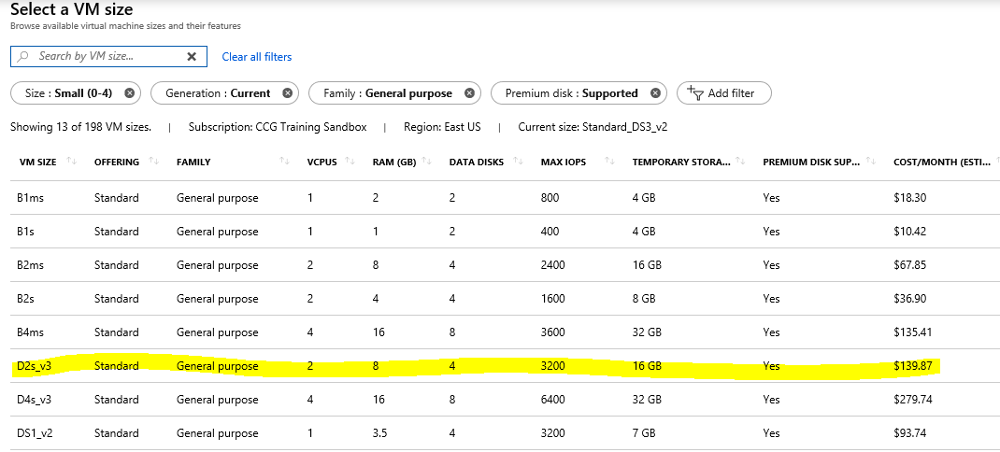 Select a VM size
Browse available virtual machine sizes and their features
Search by VM size...
Clear all filters
Size : Small (0-4)
Generation : Current
Family : General purpose
Premium disk : Supported
Add filter
Showing 13 of 198 VM sizes. | Subscription: CCG Training Sandbox | Region: East US | Current size: Standard_DS3_v2
VM SIZE OFFERING FAMILY VCPUS RAM (GB) DATA DISKS MAX IOPS TEMPORARY STORA... PREMIUM DISK SUP... COST/MONTH (ESTI...
B1ms Standard General purpose 1 2 2 800 4 GB Yes $18.30
B1s Standard General purpose 1 1 2 400 4 GB Yes $10.42
B2ms Standard General purpose 2 8 4 2400 16 GB Yes $67.85
B2s Standard General purpose 2 4 4 1600 8 GB Yes $36.90
B4ms Standard General purpose 4 16 8 3600 32 GB Yes $135.41
D2s_v3 Standard General purpose 2 8 4 3200 16 GB Yes $139.87
D4s_v3 Standard General purpose 4 16 8 6400 32 GB Yes $279.74
DS1_v2 Standard General purpose 1 3.5 4 3200 7 GB Yes $93.74